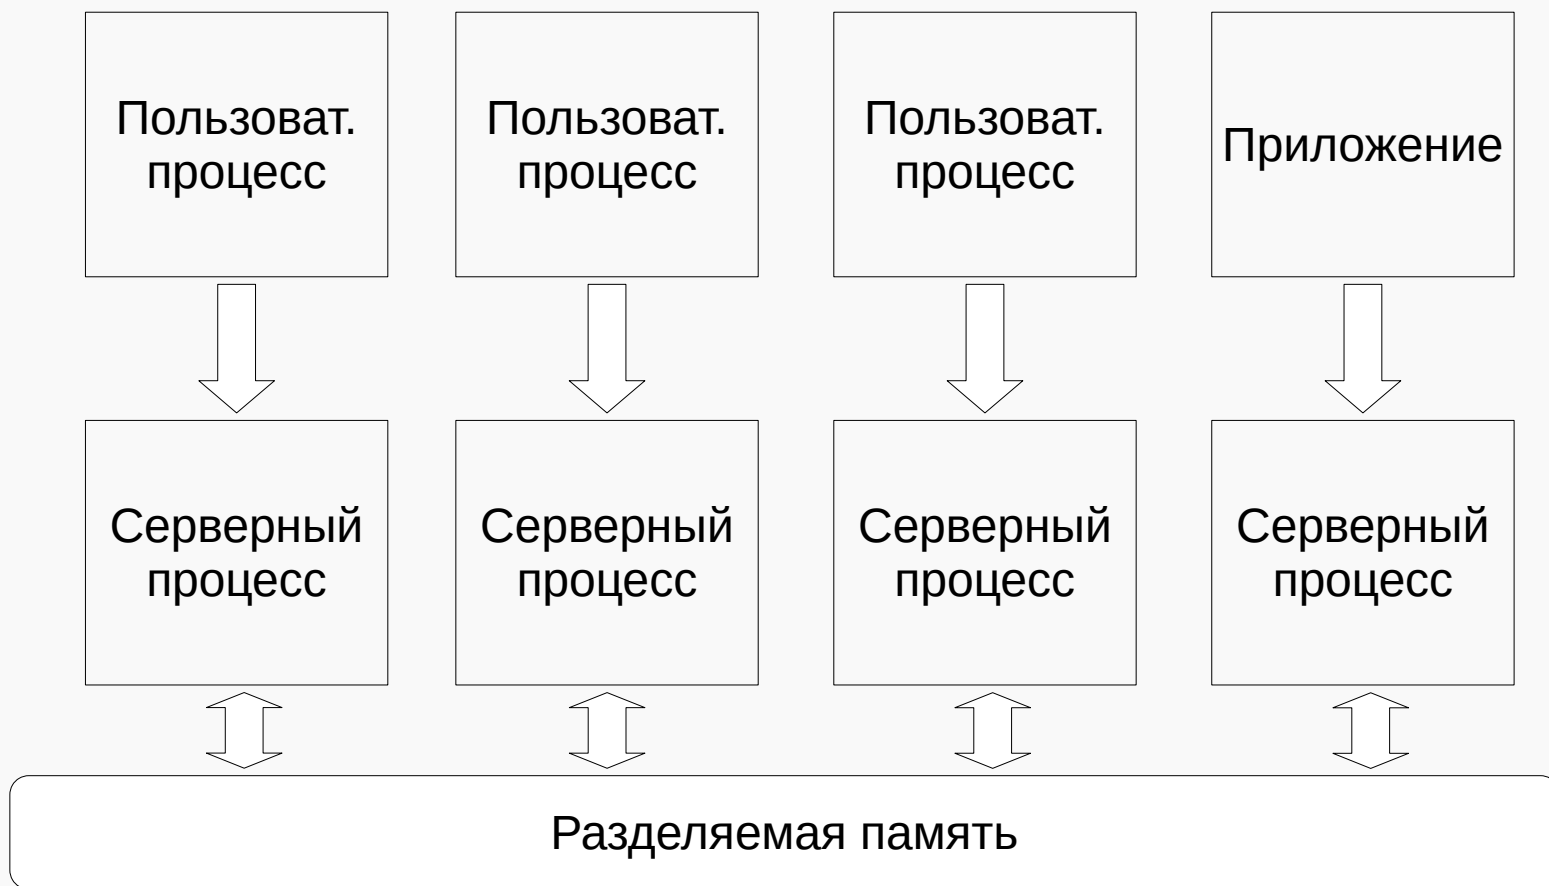 Пользоват.
процесс
Пользоват.
процесс
Пользоват.
процесс
Приложение
Серверный
процесс
Серверный
процесс
Серверный
процесс
Серверный
процесс
Разделяемая память